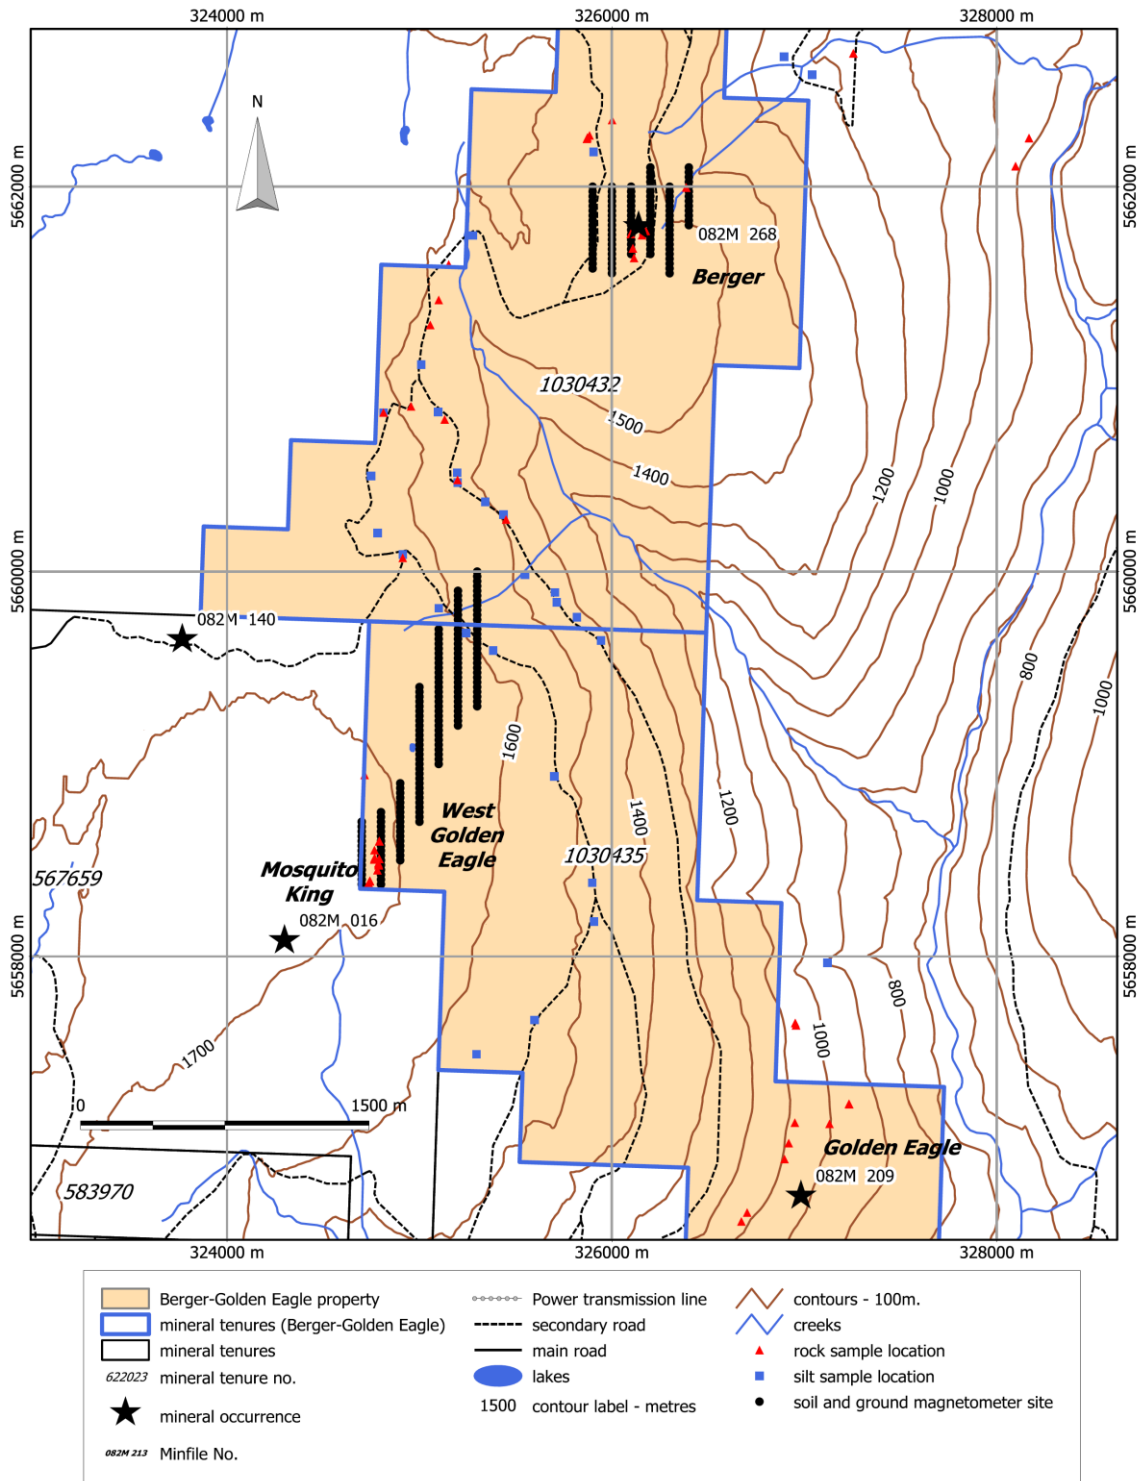 324000 m 326000 m 328000 m
N
5662000 m 5662000 m
082M 268
Berger
1030432
1500
1400
1200
1000
5660000 m 5660000 m
082M 140
800
1000
1600
West
Golden
Eagle
1400
1200
1030435
Mosquito
King
567659
082M 016
5658000 m 5658000 m
800
1000
1700
0 1500 m
Golden Eagle
082M 209
583970
324000 m 326000 m 328000 m
Berger-Golden Eagle property
mineral tenures (Berger-Golden Eagle)
mineral tenures
622023 mineral tenure no.
mineral occurrence
082M 213 Minfile No.
Power transmission line
secondary road
main road
lakes
1500 contour label - metres
contours - 100m.
creeks
rock sample location
silt sample location
soil and ground magnetometer site